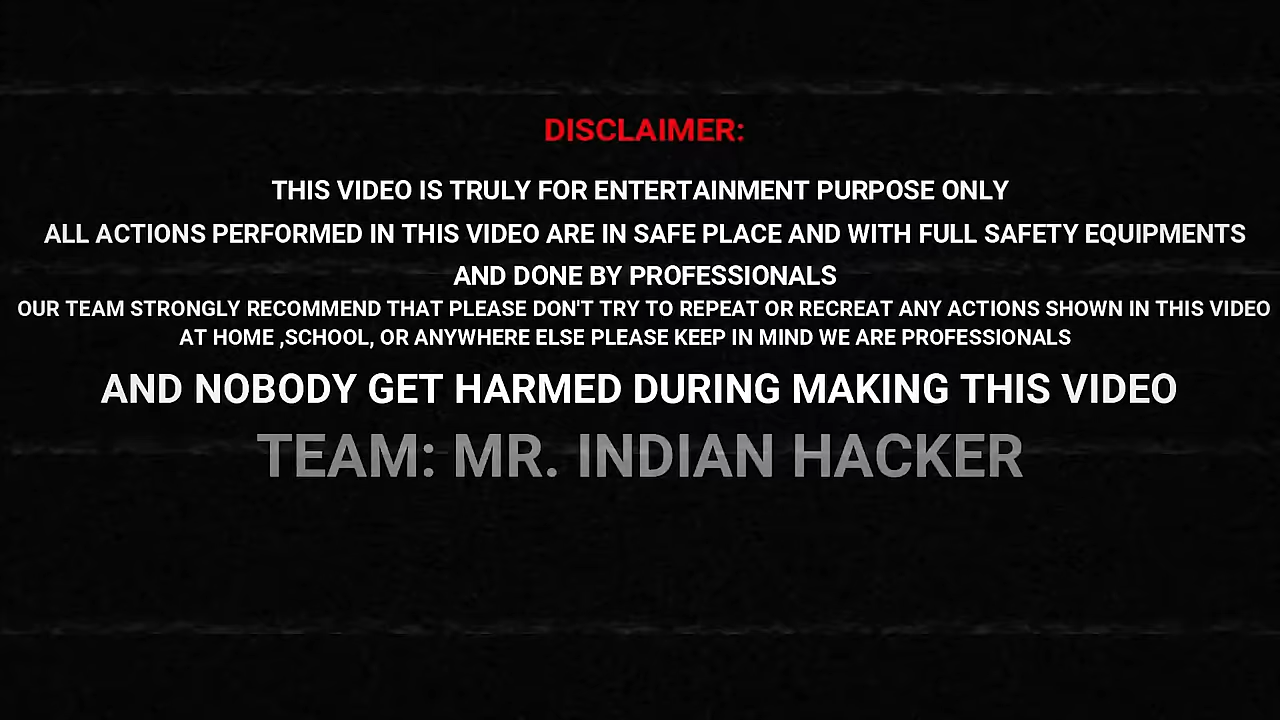 DISCLAIMER:
THIS VIDEO IS TRULY FOR ENTERTAINMENT PURPOSE ONLY
ALL ACTIONS PERFORMED IN THIS VIDEO ARE IN SAFE PLACE AND WITH FULL SAFETY EQUIPMENTS
AND DONE BY PROFESSIONALS
OUR TEAM STRONGLY RECOMMEND THAT PLEASE DON'T TRY TO REPEAT OR RECREAT ANY ACTIONS SHOWN IN THIS VIDEO
AT HOME ,SCHOOL, OR ANYWHERE ELSE PLEASE KEEP IN MIND WE ARE PROFESSIONALS
AND NOBODY GET HARMED DURING MAKING THIS VIDEO
TEAM: MR. INDIAN HACKER